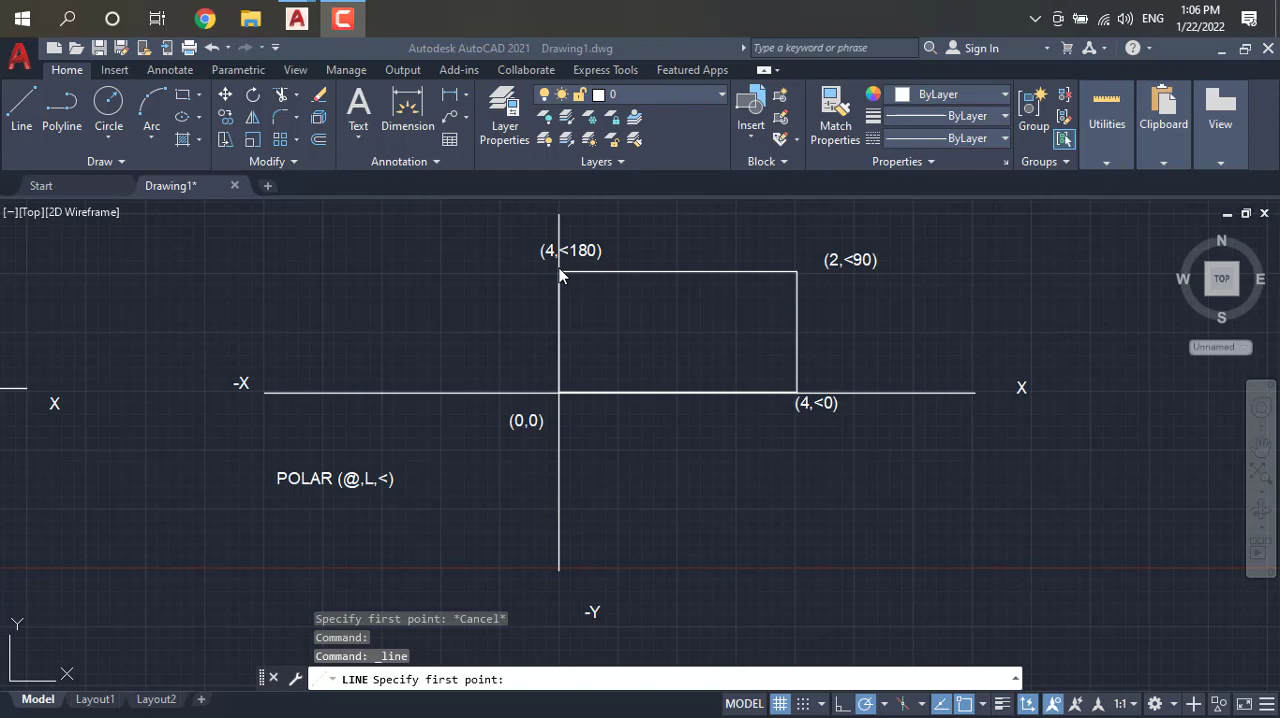 1:06 PM
ENG
1/22/2022
Autodesk AutoCAD 2021 Drawing1.dwg
Type a keyword or phrase
Sign In
Home Insert Annotate Parametric View Manage Output Add-ins Collaborate Express Tools Featured Apps
0
ByLayer
ByLayer
ByLayer
Line Polyline Circle Arc
Text Dimension
Layer Properties
Insert
Match Properties
Group
Utilities
Clipboard
View
Draw Modify Annotation Layers Block Properties Groups
Start Drawing1*
[−][Top][2D Wireframe]
N
W TOP E
S
Unnamed
(4,<180)
(2,<90)
-X
X
X
(4,<0)
(0,0)
POLAR (@,L,<)
-Y
Y
X
Specify first point: *Cancel*
Command:
Command: _line
LINE Specify first point:
Model Layout1 Layout2
MODEL
1:1